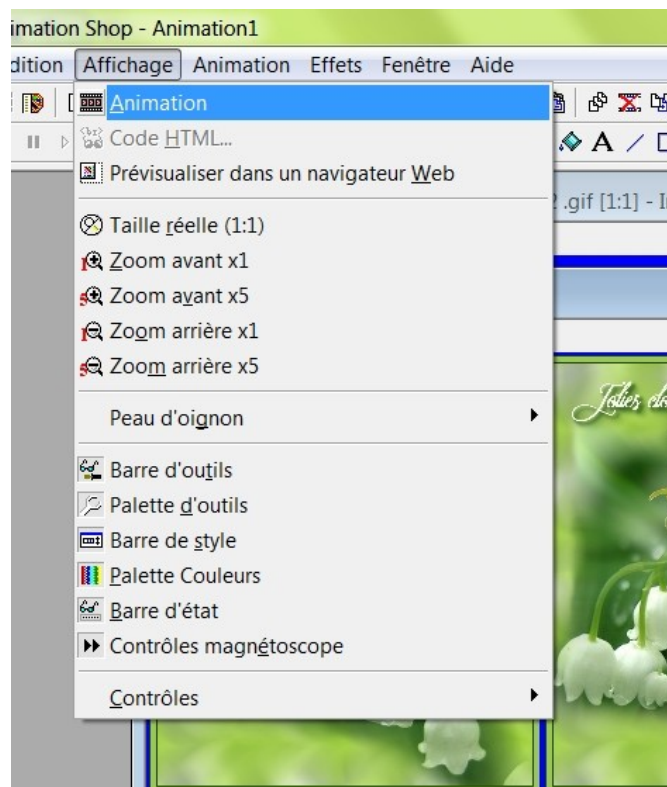 imation Shop - Animation1
dition Affichage Animation Effets Fenêtre Aide
Animation
Code HTML...
Prévisualiser dans un navigateur Web
.gif [1:1] -
Taille réelle (1:1)
Zoom avant x1
Zoom avant x5
Zoom arrière x1
Zoom arrière x5
Peau d'oignon
Jolies
Barre d'outils
Palette d'outils
Barre de style
Palette Couleurs
Barre d'état
Contrôles magnétoscope
Contrôles